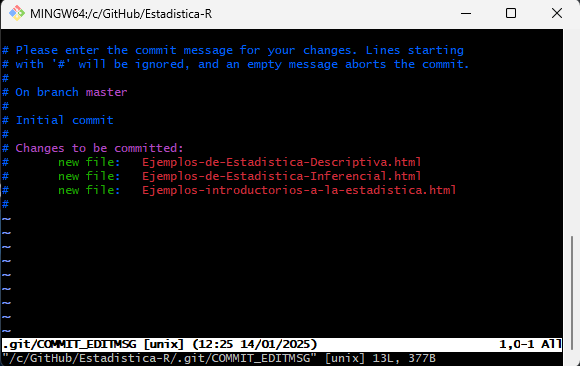 MINGW64:/c/GitHub/Estadistica-R
# Please enter the commit message for your changes. Lines starting
# with '#' will be ignored, and an empty message aborts the commit.
#
# On branch master
#
# Initial commit
#
# Changes to be committed:
#       new file:   Ejemplos-de-Estadistica-Descriptiva.html
#       new file:   Ejemplos-de-Estadistica-Inferencial.html
#       new file:   Ejemplos-introductorios-a-la-estadistica.html
#
~
~
~
~
~
~
~
~
~
.git/COMMIT_EDITMSG [unix] (12:25 14/01/2025) 1,0-1 All
"/c/GitHub/Estadistica-R/.git/COMMIT_EDITMSG" [unix] 13L, 377B